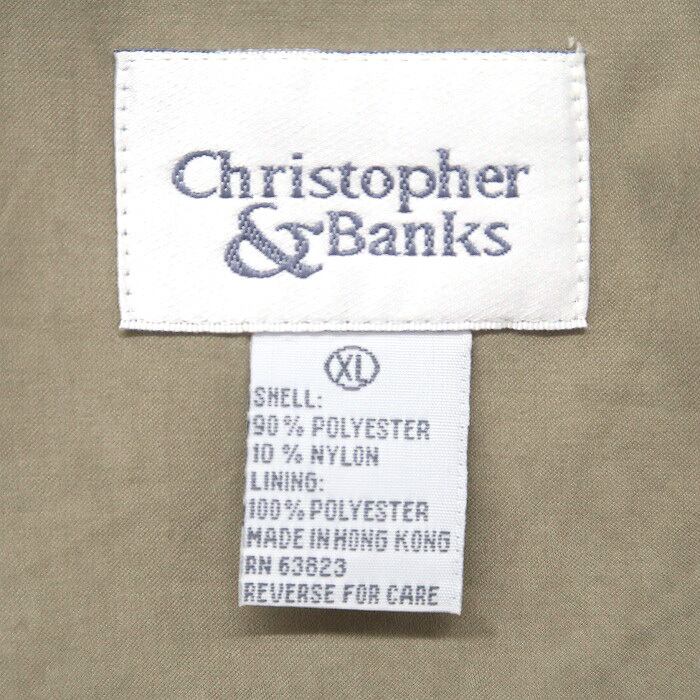 Christopher
& Banks
XL
SHELL:
90% POLYESTER
10% NYLON
LINING:
100% POLYESTER
MADE IN HONG KONG
RN 63823
REVERSE FOR CARE